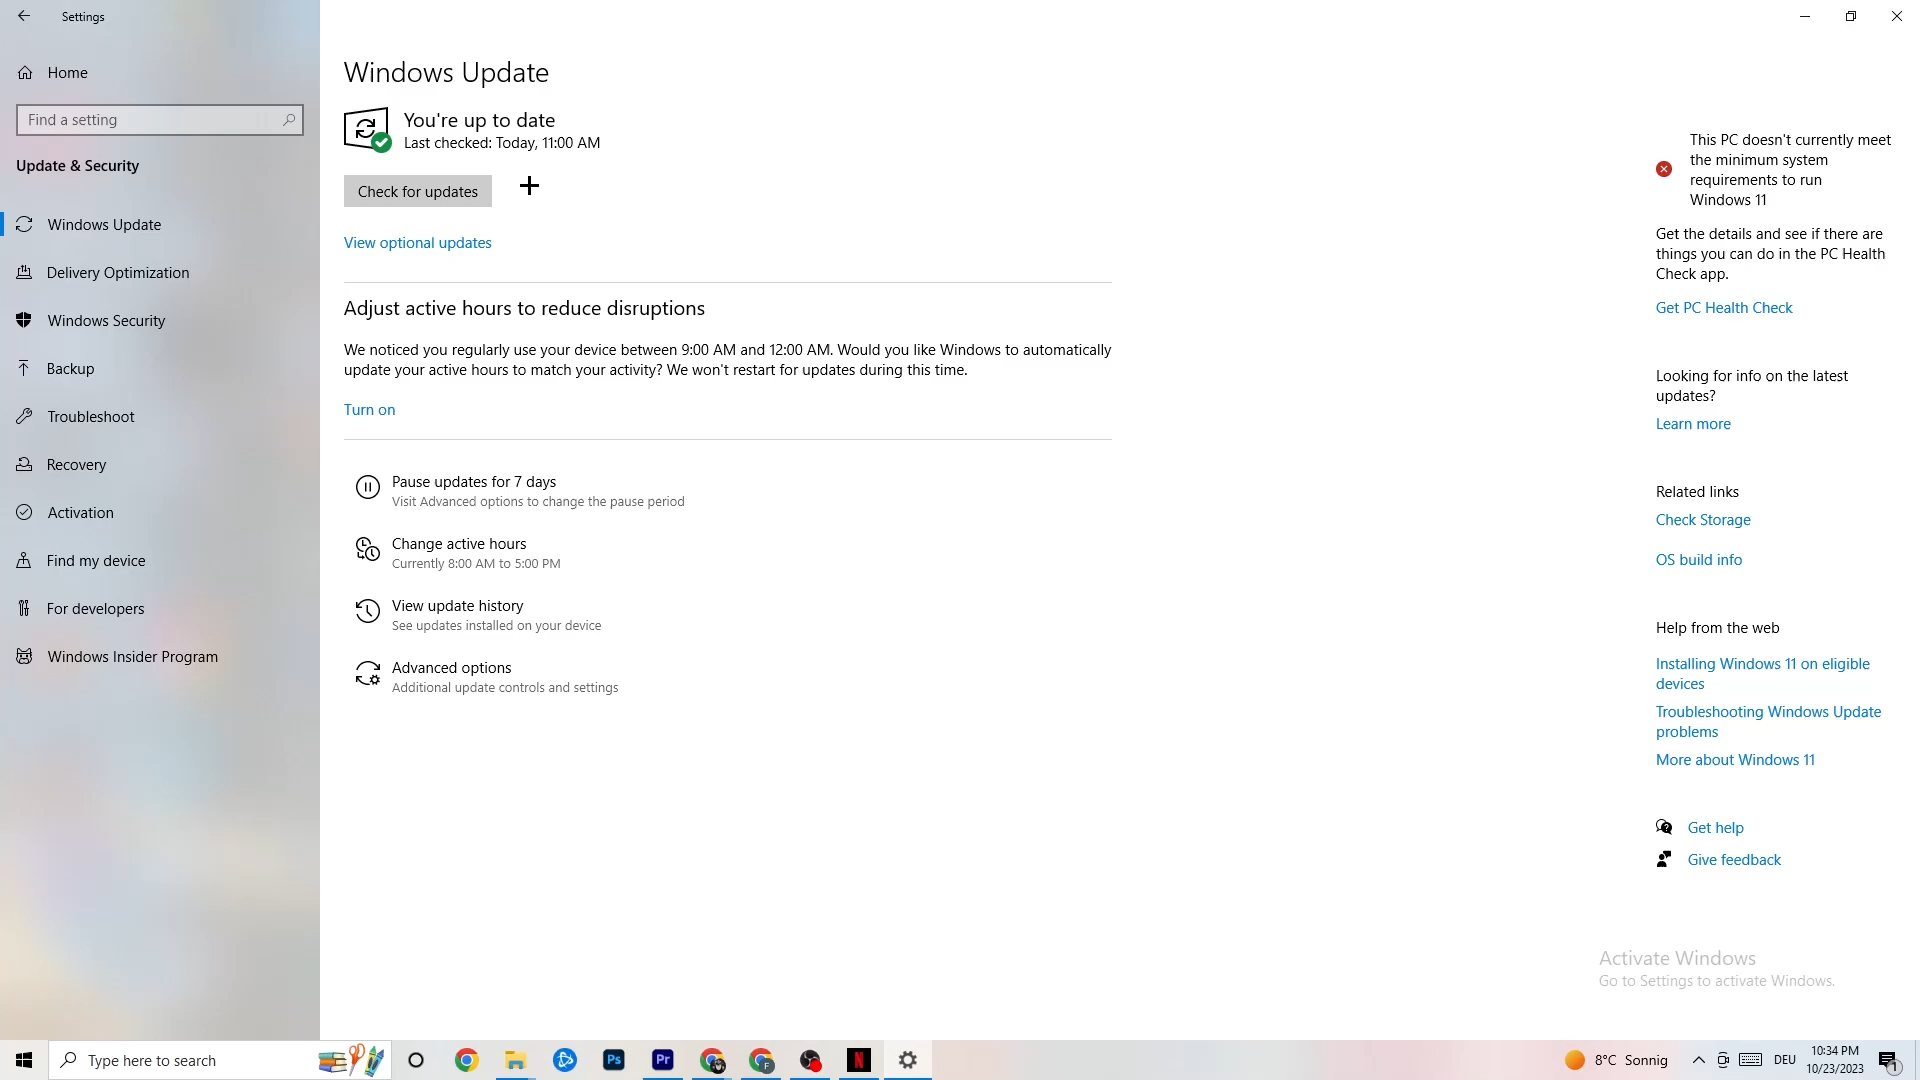 Settings
Home
Find a setting
Update & Security
Windows Update
Delivery Optimization
Windows Security
Backup
Troubleshoot
Recovery
Activation
Find my device
For developers
Windows Insider Program
Windows Update
You're up to date
Last checked: Today, 11:00 AM
Check for updates
View optional updates
Adjust active hours to reduce disruptions
We noticed you regularly use your device between 9:00 AM and 12:00 AM. Would you like Windows to automatically
update your active hours to match your activity? We won't restart for updates during this time.
Turn on
Pause updates for 7 days
Visit Advanced options to change the pause period
Change active hours
Currently 8:00 AM to 5:00 PM
View update history
See updates installed on your device
Advanced options
Additional update controls and settings
This PC doesn't currently meet
the minimum system
requirements to run
Windows 11
Get the details and see if there are
things you can do in the PC Health
Check app.
Get PC Health Check
Looking for info on the latest
updates?
Learn more
Related links
Check Storage
OS build info
Help from the web
Installing Windows 11 on eligible
devices
Troubleshooting Windows Update
problems
More about Windows 11
Get help
Give feedback
Activate Windows
Go to Settings to activate Windows.
Type here to search
Ps
Pr
F
N
8°C Sonnig
DEU
10:34 PM
10/23/2023
1